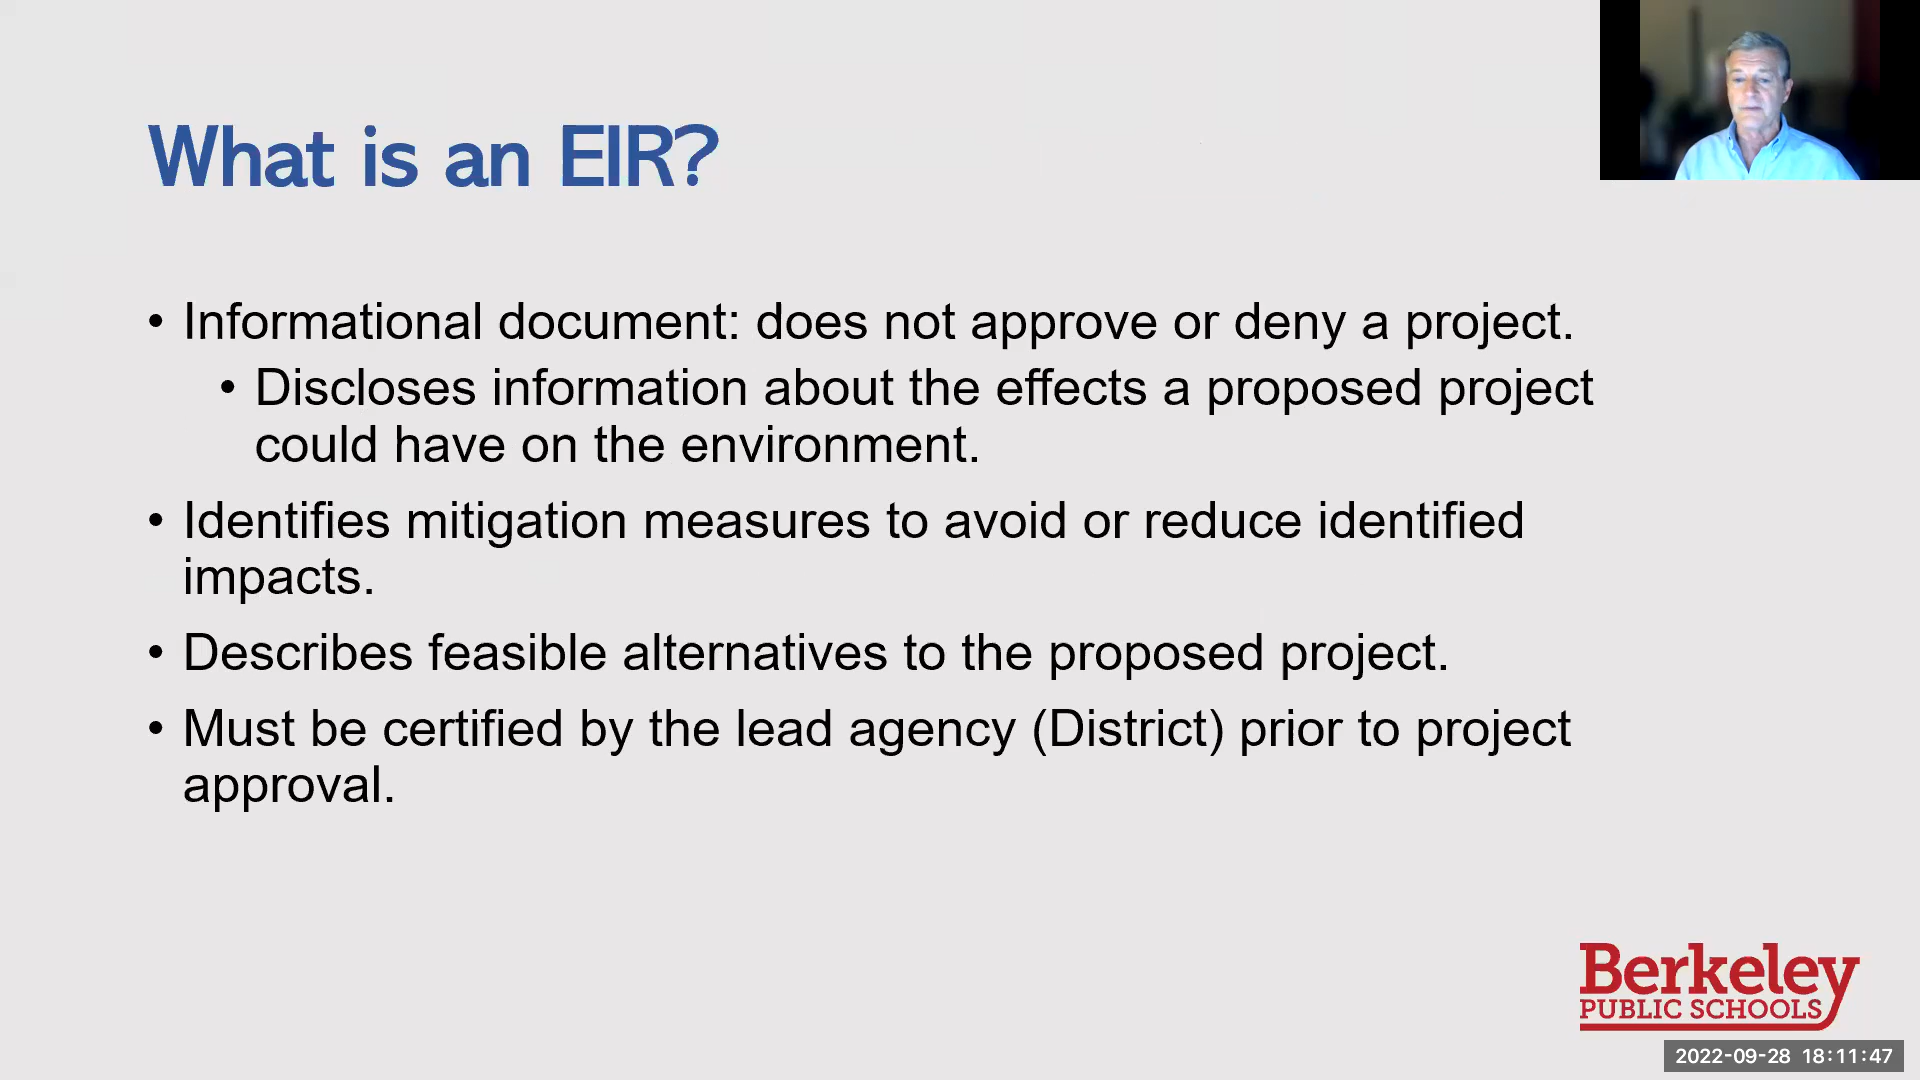 What is an EIR?
• Informational document: does not approve or deny a project.
• Discloses information about the effects a proposed project
could have on the environment.
• Identifies mitigation measures to avoid or reduce identified
impacts.
• Describes feasible alternatives to the proposed project.
• Must be certified by the lead agency (District) prior to project
approval.
Berkeley
PUBLIC SCHOOLS
2022-09-28 18:11:47